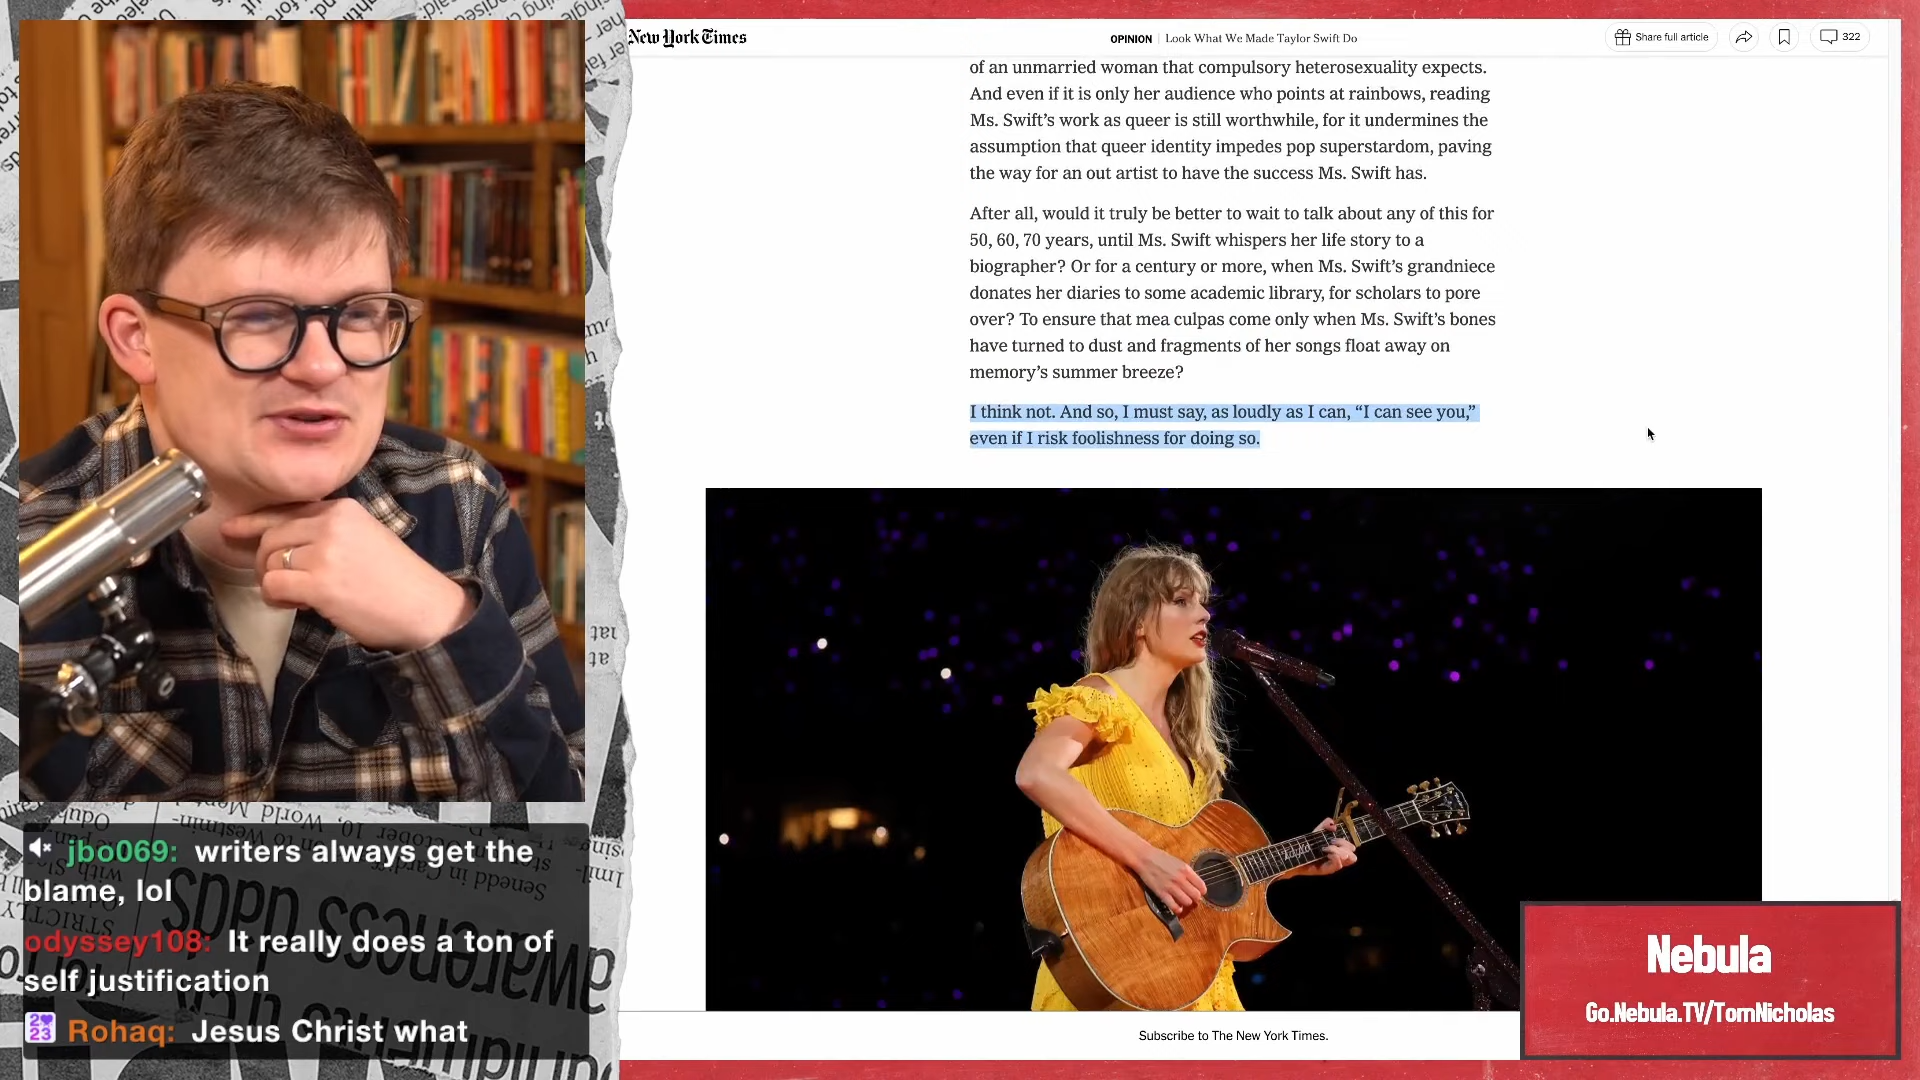 New York Times
OPINION | Look What We Made Taylor Swift Do
Share full article
322
of an unmarried woman that compulsory heterosexuality expects.
And even if it is only her audience who points at rainbows, reading
Ms. Swift’s work as queer is still worthwhile, for it undermines the
assumption that queer identity impedes pop superstardom, paving
the way for an out artist to have the success Ms. Swift has.
After all, would it truly be better to wait to talk about any of this for
50, 60, 70 years, until Ms. Swift whispers her life story to a
biographer? Or for a century or more, when Ms. Swift’s grandniece
donates her diaries to some academic library, for scholars to pore
over? To ensure that mea culpas come only when Ms. Swift’s bones
have turned to dust and fragments of her songs float away on
memory’s summer breeze?
I think not. And so, I must say, as loudly as I can, “I can see you,”
even if I risk foolishness for doing so.
Subscribe to The New York Times.
jbo069: writers always get the
blame, lol
odyssey108: It really does a ton of
self justification
Rohaq: Jesus Christ what
Nebula
Go.Nebula.TV/TomNicholas